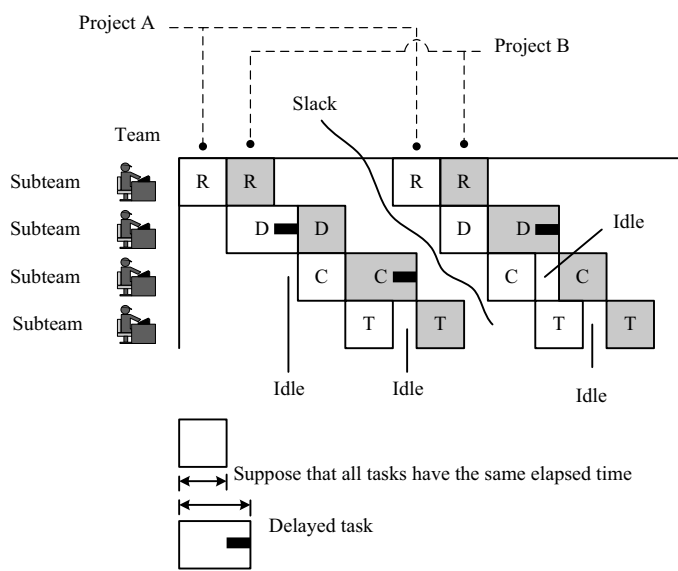 Project A
Project B
Slack
Team
Subteam R R R R
Subteam D D D D Idle
Subteam C C C C
Subteam T T T T
Idle Idle Idle
Suppose that all tasks have the same elapsed time
Delayed task